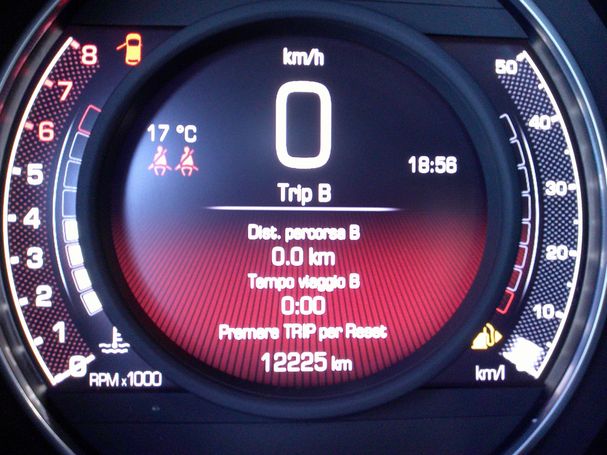 km/h
0
17 °C
18:56
Trip B
Dist. percorsa B
0.0 km
Tempo viaggio B
0:00
Premere TRIP per Reset
12225 km
8
7
6
5
4
3
2
1
0
RPM x1000
50
40
30
20
10
km/l